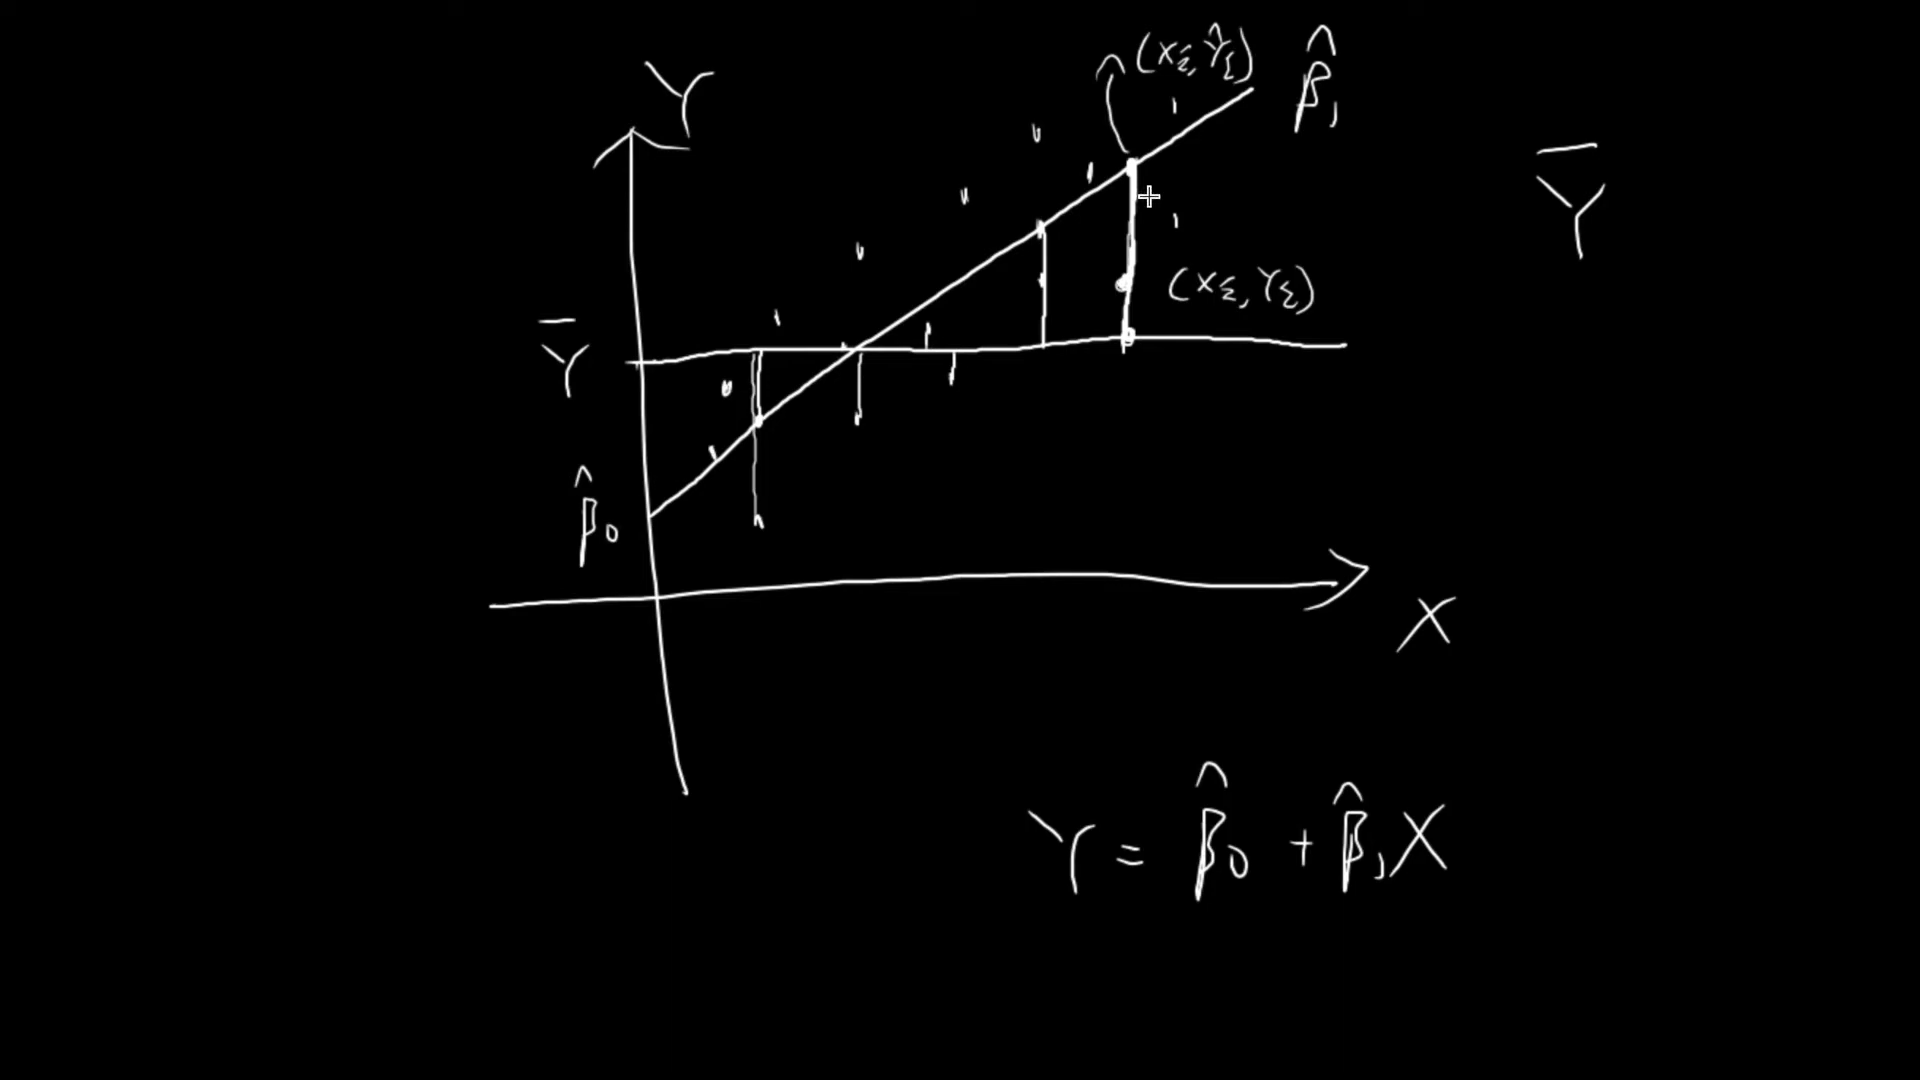 Y
(Xᵢ, Ŷᵢ)
β̂₁
Ȳ
(Xᵢ, Yᵢ)
Ȳ
β̂₀
X
Y = β̂₀ + β̂₁X